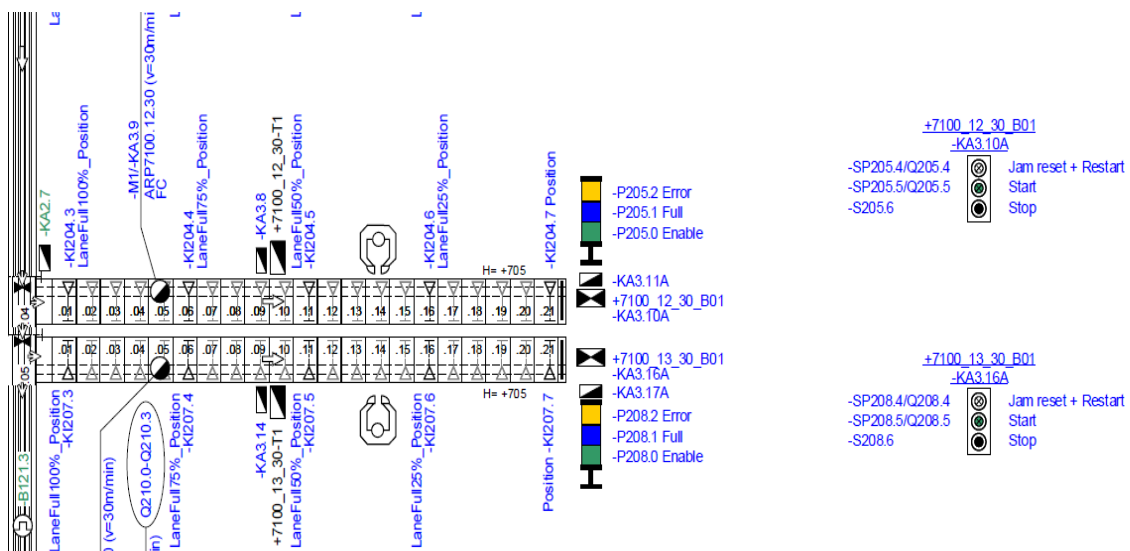 -KA2.7
-KI204.3
LaneFull100%_Position
-M1/-KA3.9
ARP7100.12.30 (v=30m/min)
FC
-KI204.4
LaneFull75%_Position
-KA3.8
+7100_12_30-T1
LaneFull50%_Position
-KI204.5
-KI204.6
LaneFull25%_Position
-KI204.7 Position
H= +705
-P205.2 Error
-P205.1 Full
-P205.0 Enable
-KA3.11A
+7100_12_30_B01
-KA3.10A
+7100_12_30_B01
-KA3.10A
-SP205.4/Q205.4 Jam reset + Restart
-SP205.5/Q205.5 Start
-S205.6 Stop
.04
.01 .02 .03 .04 .05 .06 .07 .08 .09 .10 .11 .12 .13 .14 .15 .16 .17 .18 .19 .20 .21
.05
.01 .02 .03 .04 .05 .06 .07 .08 .09 .10 .11 .12 .13 .14 .15 .16 .17 .18 .19 .20 .21
H= +705
+7100_13_30_B01
-KA3.16A
-KA3.17A
-P208.2 Error
-P208.1 Full
-P208.0 Enable
+7100_13_30_B01
-KA3.16A
-SP208.4/Q208.4 Jam reset + Restart
-SP208.5/Q208.5 Start
-S208.6 Stop
-B121.3
LaneFull100%_Position
-KI207.3
(v=30m/min)
Q210.0-Q210.3
LaneFull75%_Position
-KI207.4
-KA3.14
+7100_13_30-T1
LaneFull50%_Position
-KI207.5
LaneFull25%_Position
-KI207.6
Position -KI207.7